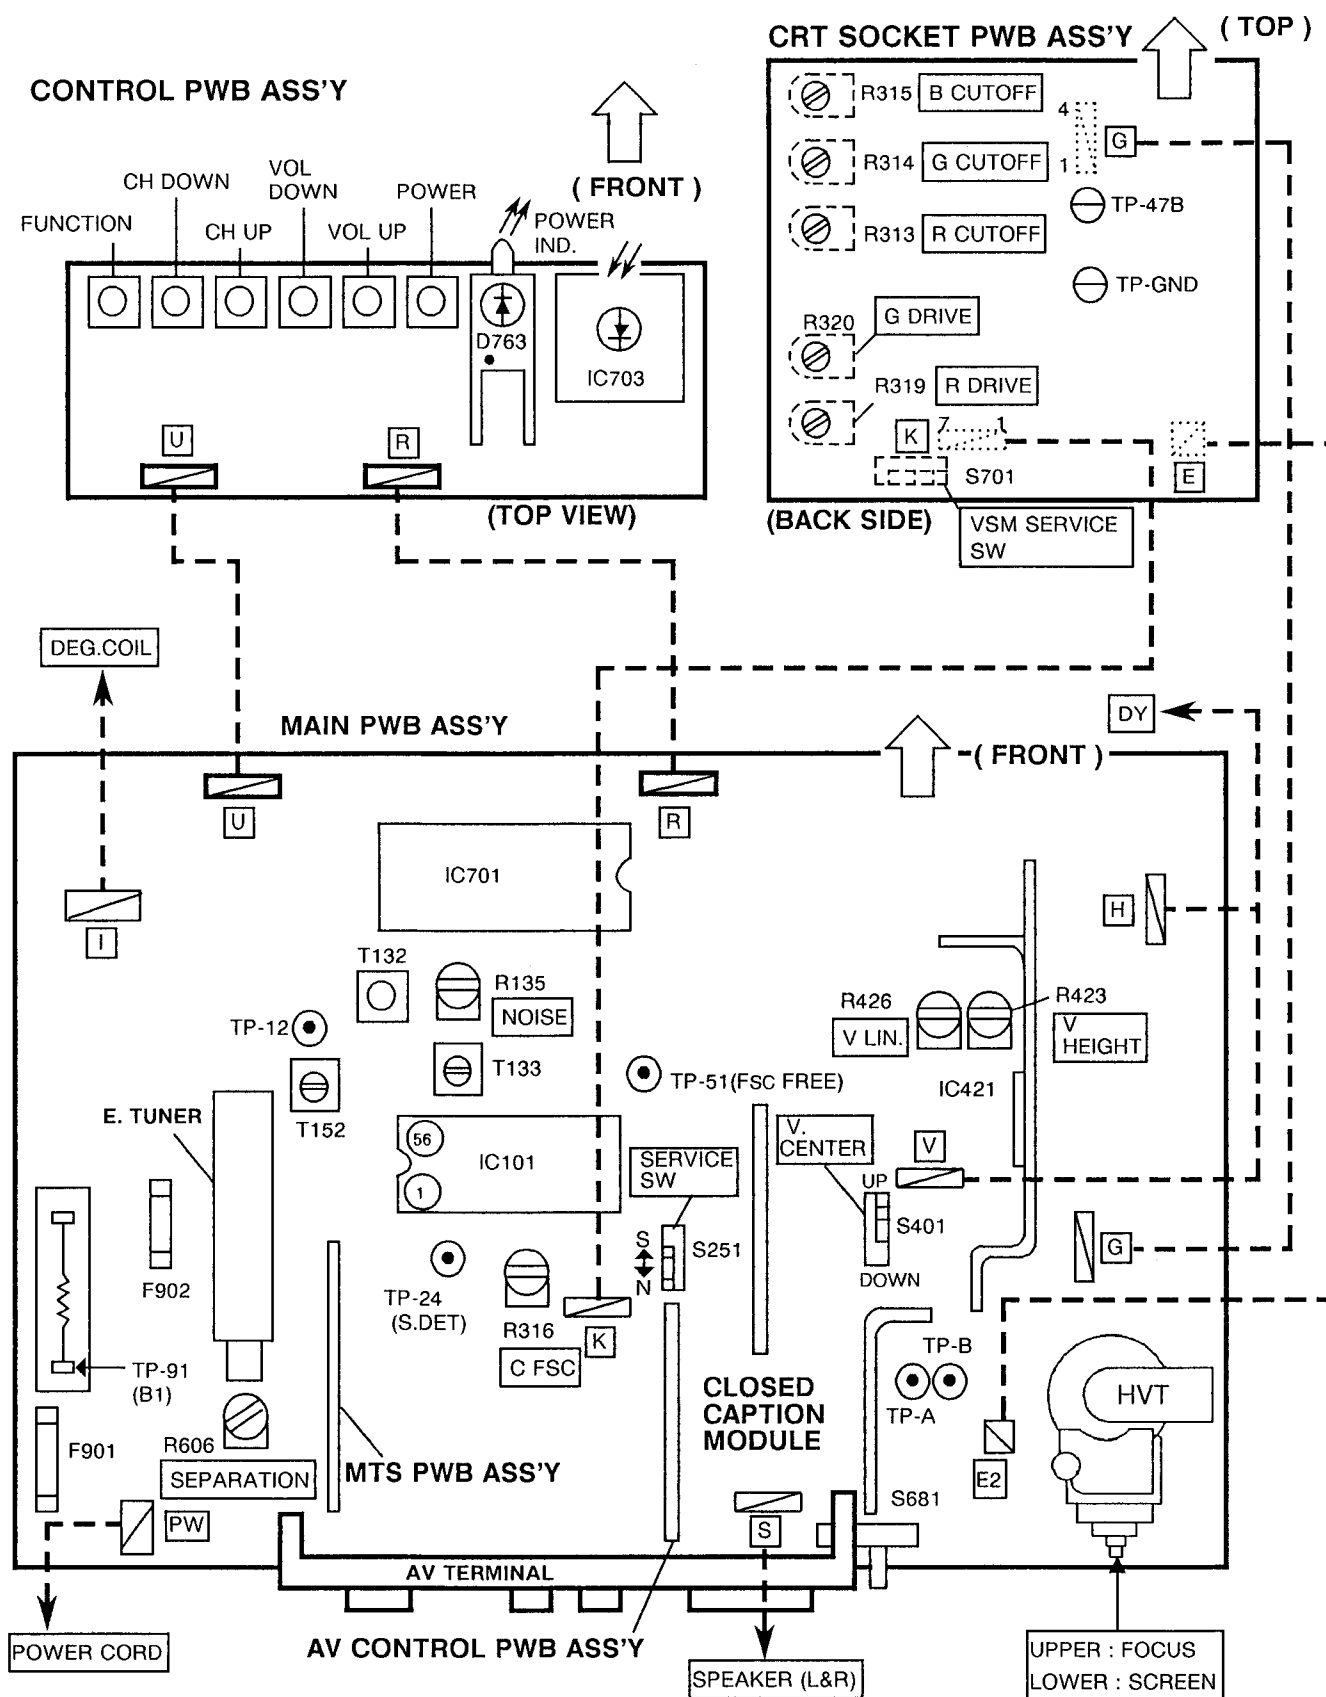 CRT SOCKET PWB ASS'Y
( TOP )
CONTROL PWB ASS'Y
R315
B CUTOFF
4
G
R314
G CUTOFF
1
TP-47B
R313
R CUTOFF
TP-GND
R320
G DRIVE
R319
R DRIVE
K
7
1
S701
E
(BACK SIDE)
VSM SERVICE
SW
( FRONT )
CH DOWN
VOL
DOWN
POWER
FUNCTION
CH UP
VOL UP
POWER
IND.
D763
IC703
U
R
(TOP VIEW)
DEG.COIL
MAIN PWB ASS'Y
( FRONT )
DY
U
R
IC701
I
H
T132
R135
NOISE
TP-12
T133
T152
R426
V LIN.
R423
V
HEIGHT
TP-51(FSC FREE)
IC421
E. TUNER
56
1
IC101
SERVICE
SW
V.
CENTER
V
UP
S401
DOWN
S
N
S251
G
F902
TP-24
(S.DET)
R316
C FSC
K
TP-91
(B1)
TP-B
TP-A
HVT
CLOSED
CAPTION
MODULE
F901
R606
SEPARATION
MTS PWB ASS'Y
E2
S681
PW
S
AV TERMINAL
POWER CORD
AV CONTROL PWB ASS'Y
SPEAKER (L&R)
UPPER : FOCUS
LOWER : SCREEN